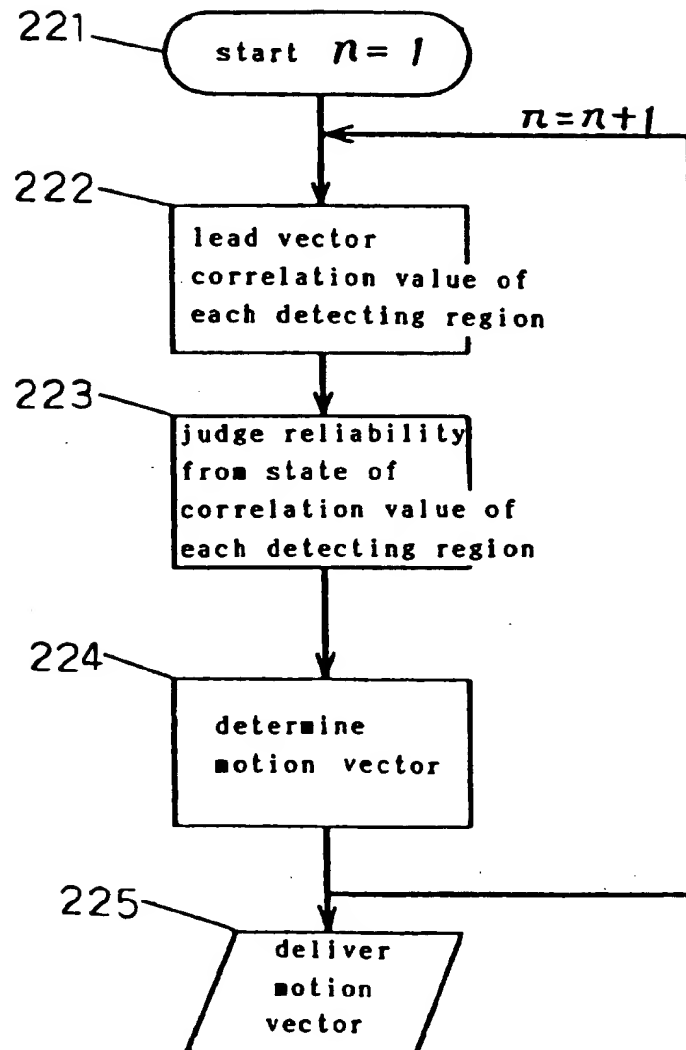 221
start n = 1
n = n + 1
222
lead vector
correlation value of
each detecting region
223
judge reliability
from state of
correlation value of
each detecting region
224
determine
motion vector
225
deliver
motion
vector